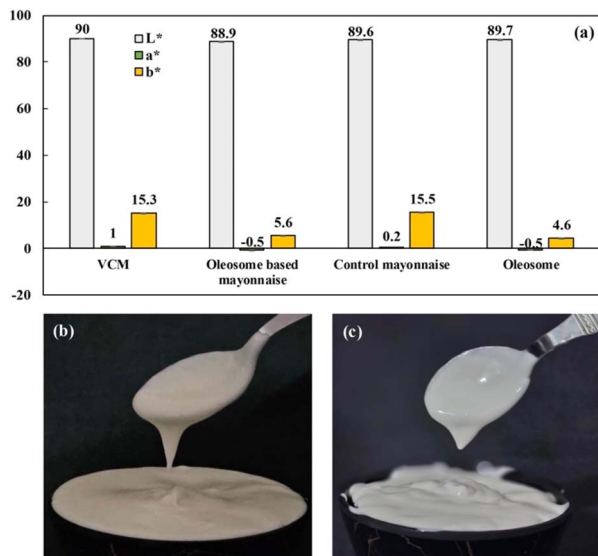 100
80
60
40
20
0
-20
(a)
L*
a*
b*
90
1
15.3
88.9
-0.5
5.6
89.6
0.2
15.5
89.7
-0.5
4.6
VCM
Oleosome based
mayonnaise
Control mayonnaise
Oleosome
(b)
(c)